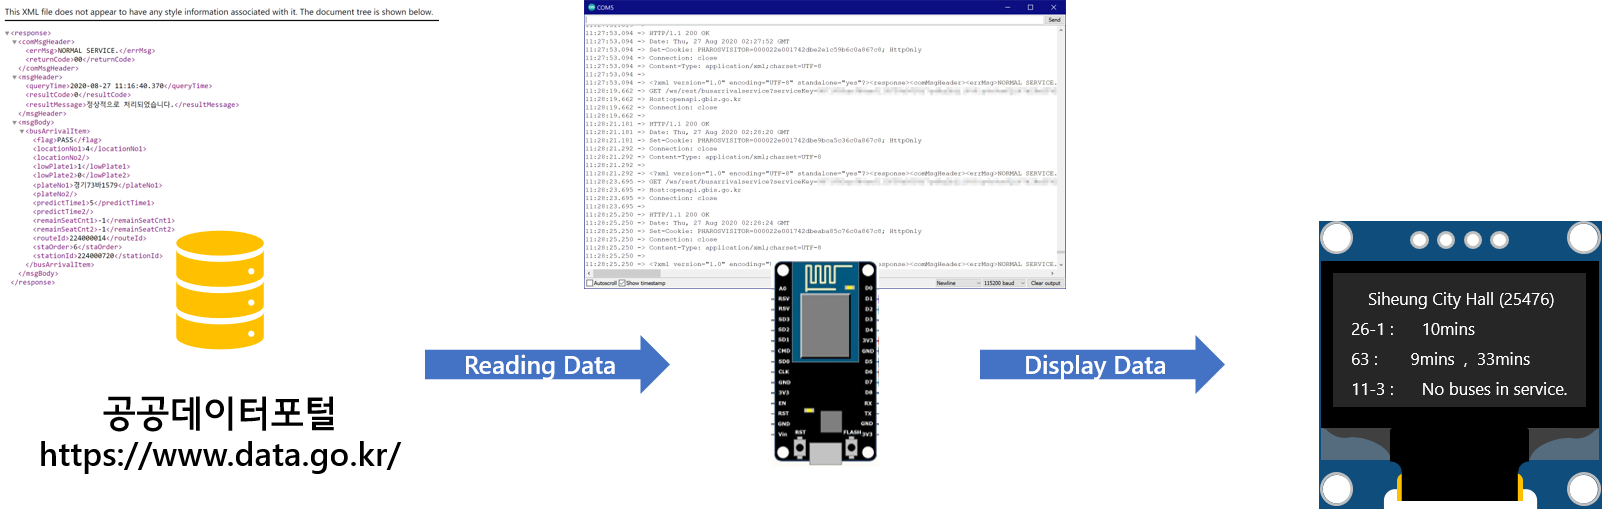 This XML file does not appear to have any style information associated with it. The document tree is shown below.
▼<response>
▼<comMsgHeader>
<errMsg>NORMAL SERVICE.</errMsg>
<returnCode>00</returnCode>
</comMsgHeader>
▼<msgHeader>
<queryTime>2020-08-27 11:16:40.370</queryTime>
<resultCode>0</resultCode>
<resultMessage>정상적으로 처리되었습니다.</resultMessage>
</msgHeader>
▼<msgBody>
▼<busArrivalItem>
<flag>PASS</flag>
<locationNo1>4</locationNo1>
<locationNo2/>
<lowPlate1>1</lowPlate1>
<lowPlate2>0</lowPlate2>
<plateNo1>경기73바1579</plateNo1>
<plateNo2/>
<predictTime1>5</predictTime1>
<predictTime2/>
<remainSeatCnt1>-1</remainSeatCnt1>
<remainSeatCnt2>-1</remainSeatCnt2>
<routeId>224000014</routeId>
<staOrder>6</staOrder>
<stationId>224000720</stationId>
</busArrivalItem>
</msgBody>
</response>
공공데이터포털
https://www.data.go.kr/
Reading Data
COM5
Send
11:27:53.094 -> HTTP/1.1 200 OK
11:27:53.094 -> Date: Thu, 27 Aug 2020 02:27:52 GMT
11:27:53.094 -> Set-Cookie: PHAROSVISITOR=000022e001742dbe2e1c59b6c0a867c8; HttpOnly
11:27:53.094 -> Connection: close
11:27:53.094 -> Content-Type: application/xml;charset=UTF-8
11:27:53.094 ->
11:27:53.094 -> <?xml version="1.0" encoding="UTF-8" standalone="yes"?><response><comMsgHeader><errMsg>NORMAL SERVICE.
11:28:19.662 -> GET /ws/rest/busarrivalservice?serviceKey=
11:28:19.662 -> Host:openapi.gbis.go.kr
11:28:19.662 -> Connection: close
11:28:19.662 ->
11:28:21.181 -> HTTP/1.1 200 OK
11:28:21.181 -> Date: Thu, 27 Aug 2020 02:28:20 GMT
11:28:21.181 -> Set-Cookie: PHAROSVISITOR=000022e001742dbe9bca5c36c0a867c8; HttpOnly
11:28:21.292 -> Connection: close
11:28:21.292 -> Content-Type: application/xml;charset=UTF-8
11:28:21.292 ->
11:28:21.292 -> <?xml version="1.0" encoding="UTF-8" standalone="yes"?><response><comMsgHeader><errMsg>NORMAL SERVICE.
11:28:23.695 -> GET /ws/rest/busarrivalservice?serviceKey=
11:28:23.695 -> Host:openapi.gbis.go.kr
11:28:23.695 -> Connection: close
11:28:23.695 ->
11:28:25.250 -> HTTP/1.1 200 OK
11:28:25.250 -> Date: Thu, 27 Aug 2020 02:28:24 GMT
11:28:25.250 -> Set-Cookie: PHAROSVISITOR=000022e001742dbeaba85c76c0a867c8; HttpOnly
11:28:25.250 -> Connection: close
11:28:25.250 -> Content-Type: application/xml;charset=UTF-8
11:28:25.250 ->
11:28:25.250 -> <?xml version="1.0" encoding= response><comMsgHeader><errMsg>NORMAL SERVICE.
Autoscroll Show timestamp Newline 115200 baud Clear output
A0 D0
RSV D1
RSV D2
SD3 D3
SD2 D4
SD1 3V3
CMD GND
SD0 D5
CLK D6
GND D7
3V3 D8
EN RX
RST TX
GND GND
Vin 3V3
RST FLASH
Display Data
Siheung City Hall (25476)
26-1 : 10mins
63 : 9mins , 33mins
11-3 : No buses in service.